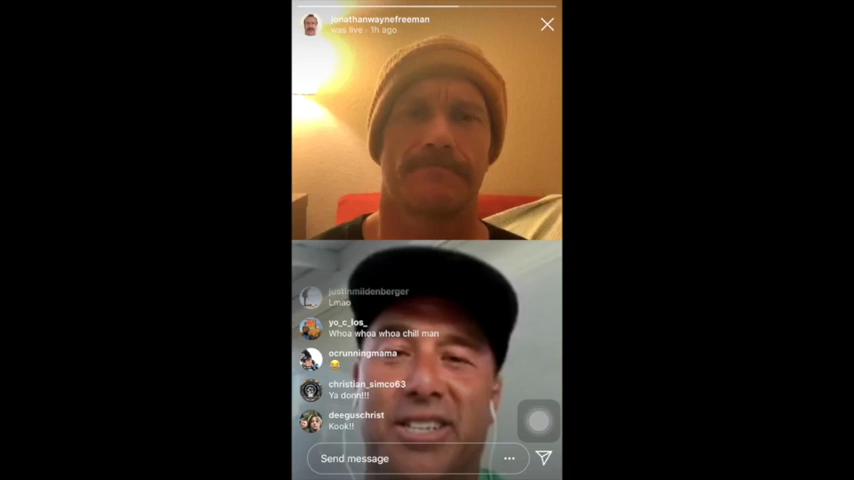 jonathanwaynefreeman
was live · 1h ago
justinmildenberger
Lmao
yo_c_los_
Whoa whoa whoa chill man
ocrunningmama
😂
christian_simco63
Ya donn!!!
deeguschrist
Kook!!
Send message